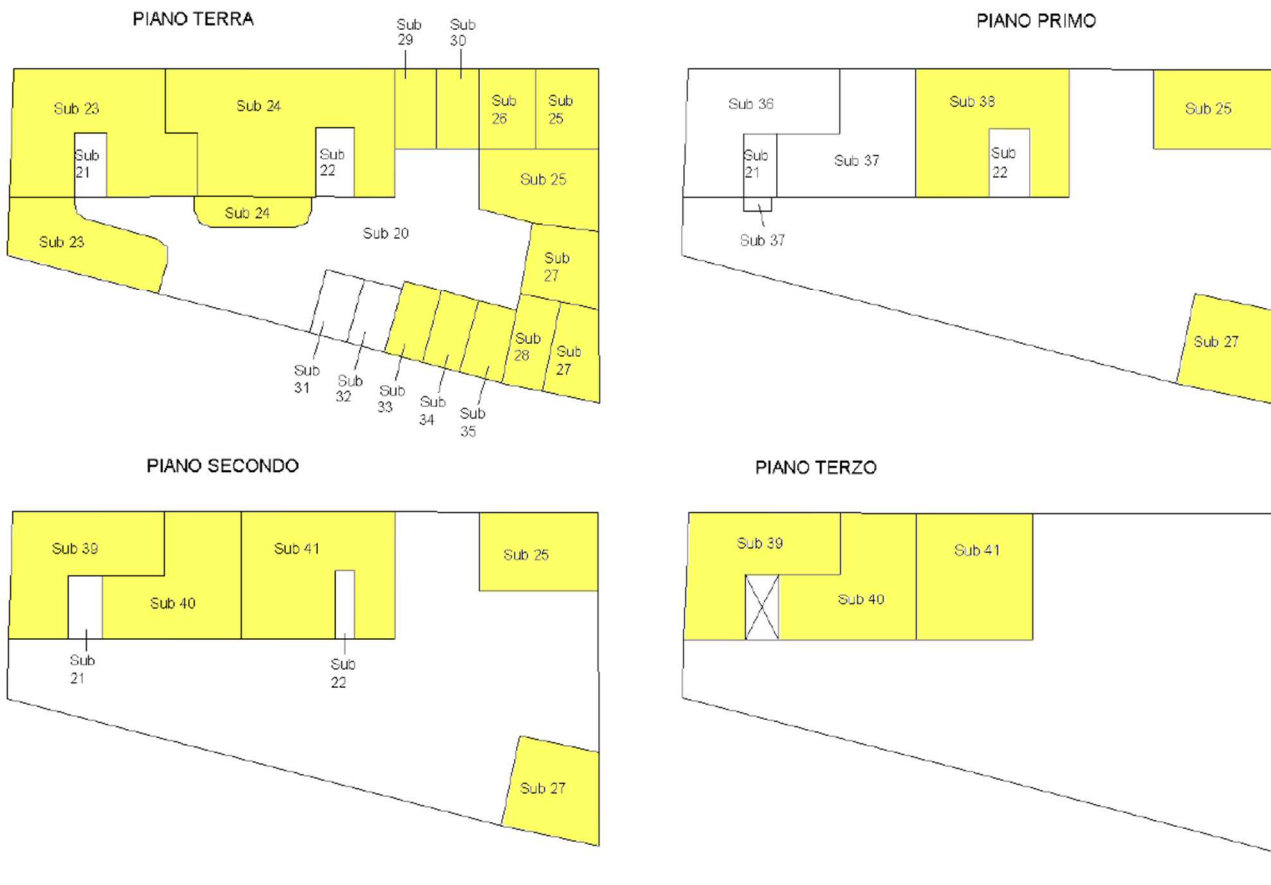 PIANO TERRA
Sub
29
Sub
30
Sub 23
Sub 24
Sub
26
Sub
25
Sub
21
Sub
22
Sub 25
Sub 24
Sub 23
Sub 20
Sub
27
Sub
28
Sub
27
Sub
31
Sub
32
Sub
33
Sub
34
Sub
35
PIANO PRIMO
Sub 36
Sub 38
Sub 25
Sub
21
Sub 37
Sub
22
Sub 37
Sub 27
PIANO SECONDO
Sub 39
Sub 41
Sub 25
Sub 40
Sub
21
Sub
22
Sub 27
PIANO TERZO
Sub 39
Sub 41
Sub 40